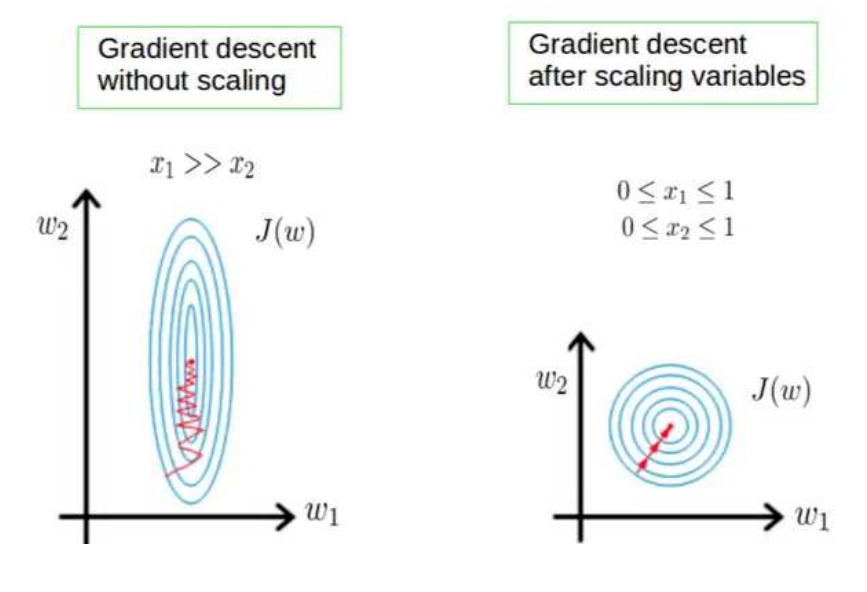 Gradient descent
without scaling
x₁ >> x₂
w₂
J(w)
w₁
Gradient descent
after scaling variables
0 ≤ x₁ ≤ 1
0 ≤ x₂ ≤ 1
w₂
J(w)
w₁